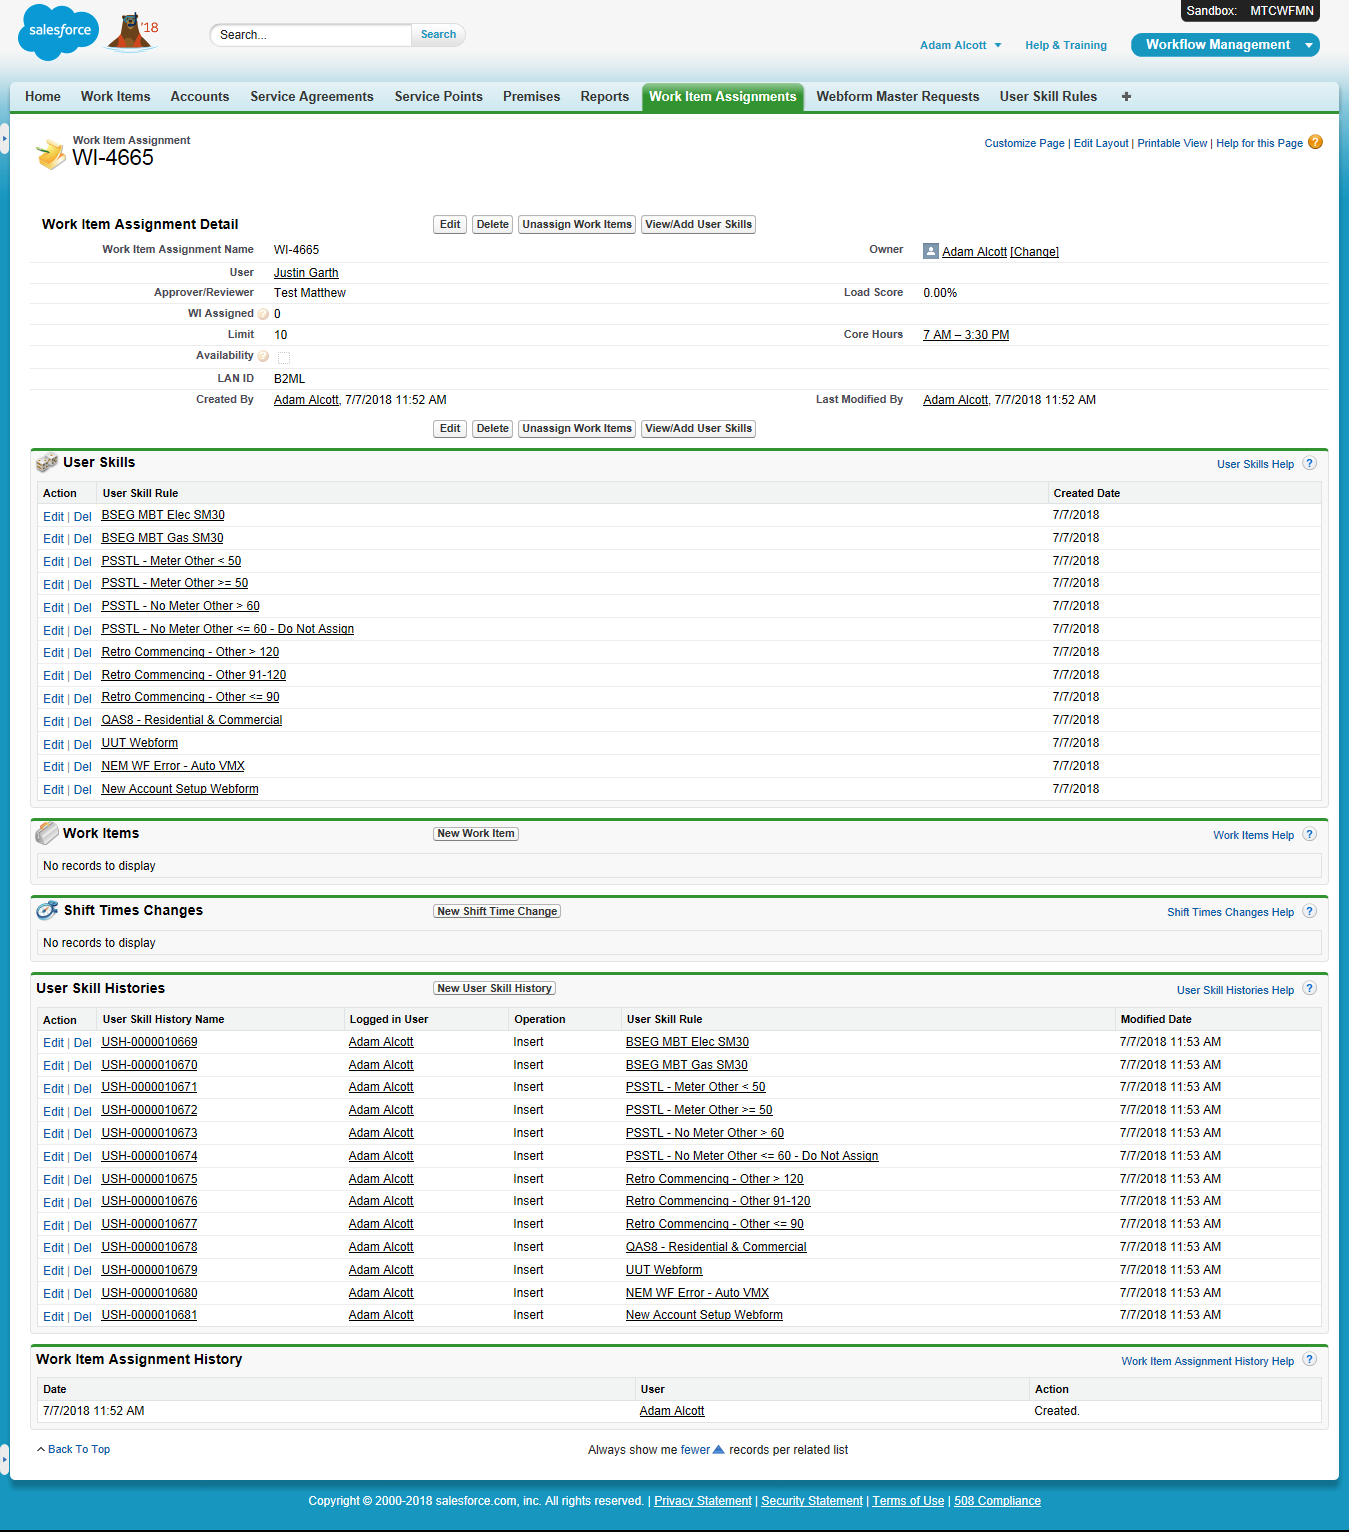 Sandbox: MTCWFMN
salesforce '18 Search... Search
Adam Alcott Help & Training Workflow Management
Home Work Items Accounts Service Agreements Service Points Premises Reports Work Item Assignments Webform Master Requests User Skill Rules +
Work Item Assignment
WI-4665
Customize Page | Edit Layout | Printable View | Help for this Page ?
Work Item Assignment Detail Edit Delete Unassign Work Items View/Add User Skills
Work Item Assignment Name WI-4665 Owner Adam Alcott [Change]
User Justin Garth
Approver/Reviewer Test Matthew Load Score 0.00%
WI Assigned ? 0
Limit 10 Core Hours 7 AM – 3:30 PM
Availability ?
LAN ID B2ML
Created By Adam Alcott, 7/7/2018 11:52 AM Last Modified By Adam Alcott, 7/7/2018 11:52 AM
Edit Delete Unassign Work Items View/Add User Skills
User Skills User Skills Help ?
Action User Skill Rule Created Date
Edit | Del BSEG MBT Elec SM30 7/7/2018
Edit | Del BSEG MBT Gas SM30 7/7/2018
Edit | Del PSSTL - Meter Other < 50 7/7/2018
Edit | Del PSSTL - Meter Other >= 50 7/7/2018
Edit | Del PSSTL - No Meter Other > 60 7/7/2018
Edit | Del PSSTL - No Meter Other <= 60 - Do Not Assign 7/7/2018
Edit | Del Retro Commencing - Other > 120 7/7/2018
Edit | Del Retro Commencing - Other 91-120 7/7/2018
Edit | Del Retro Commencing - Other <= 90 7/7/2018
Edit | Del QAS8 - Residential & Commercial 7/7/2018
Edit | Del UUT Webform 7/7/2018
Edit | Del NEM WF Error - Auto VMX 7/7/2018
Edit | Del New Account Setup Webform 7/7/2018
Work Items New Work Item Work Items Help ?
No records to display
Shift Times Changes New Shift Time Change Shift Times Changes Help ?
No records to display
User Skill Histories New User Skill History User Skill Histories Help ?
Action User Skill History Name Logged in User Operation User Skill Rule Modified Date
Edit | Del USH-0000010669 Adam Alcott Insert BSEG MBT Elec SM30 7/7/2018 11:53 AM
Edit | Del USH-0000010670 Adam Alcott Insert BSEG MBT Gas SM30 7/7/2018 11:53 AM
Edit | Del USH-0000010671 Adam Alcott Insert PSSTL - Meter Other < 50 7/7/2018 11:53 AM
Edit | Del USH-0000010672 Adam Alcott Insert PSSTL - Meter Other >= 50 7/7/2018 11:53 AM
Edit | Del USH-0000010673 Adam Alcott Insert PSSTL - No Meter Other > 60 7/7/2018 11:53 AM
Edit | Del USH-0000010674 Adam Alcott Insert PSSTL - No Meter Other <= 60 - Do Not Assign 7/7/2018 11:53 AM
Edit | Del USH-0000010675 Adam Alcott Insert Retro Commencing - Other > 120 7/7/2018 11:53 AM
Edit | Del USH-0000010676 Adam Alcott Insert Retro Commencing - Other 91-120 7/7/2018 11:53 AM
Edit | Del USH-0000010677 Adam Alcott Insert Retro Commencing - Other <= 90 7/7/2018 11:53 AM
Edit | Del USH-0000010678 Adam Alcott Insert QAS8 - Residential & Commercial 7/7/2018 11:53 AM
Edit | Del USH-0000010679 Adam Alcott Insert UUT Webform 7/7/2018 11:53 AM
Edit | Del USH-0000010680 Adam Alcott Insert NEM WF Error - Auto VMX 7/7/2018 11:53 AM
Edit | Del USH-0000010681 Adam Alcott Insert New Account Setup Webform 7/7/2018 11:53 AM
Work Item Assignment History Work Item Assignment History Help ?
Date User Action
7/7/2018 11:52 AM Adam Alcott Created.
Back To Top Always show me fewer records per related list
Copyright © 2000-2018 salesforce.com, inc. All rights reserved. | Privacy Statement | Security Statement | Terms of Use | 508 Compliance